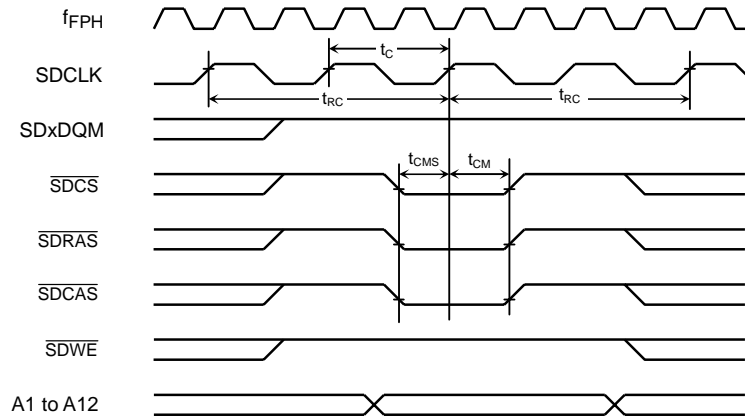 fFPH
tC
SDCLK
tRC tRC
SDxDQM
tCMS tCM
SDCS
SDRAS
SDCAS
SDWE
A1 to A12